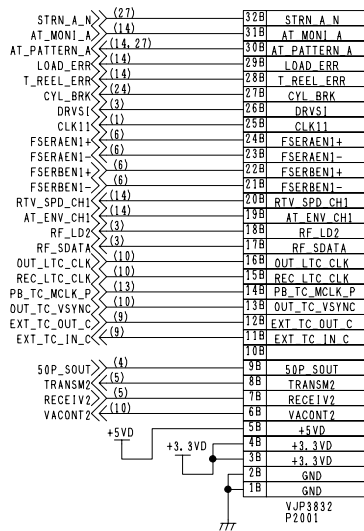 STRN_A_N (27) 32B STRN_A_N
AT_MONI_A (14) 31B AT_MONI_A
AT_PATTERN_A (14,27) 30B AT_PATTERN_A
LOAD_ERR (14) 29B LOAD_ERR
T_REEL_ERR (14) 28B T_REEL_ERR
CYL_BRK (24) 27B CYL_BRK
DRVSI (3) 26B DRVSI
CLK11 (1) 25B CLK11
FSERAEN1+ (6) 24B FSERAEN1+
FSERAEN1- (6) 23B FSERAEN1-
FSERBEN1+ (6) 22B FSERBEN1+
FSERBEN1- (6) 21B FSERBEN1-
RTV_SPD_CH1 (14) 20B RTV_SPD_CH1
AT_ENV_CH1 (14) 19B AT_ENV_CH1
RF_LD2 (3) 18B RF_LD2
RF_SDATA (3) 17B RF_SDATA
OUT_LTC_CLK (10) 16B OUT_LTC_CLK
REC_LTC_CLK (10) 15B REC_LTC_CLK
PB_TC_MCLK_P (13) 14B PB_TC_MCLK_P
OUT_TC_VSYNC (10) 13B OUT_TC_VSYNC
EXT_TC_OUT_C (9) 12B EXT_TC_OUT_C
EXT_TC_IN_C (9) 11B EXT_TC_IN_C
10B
50P_SOUT (4) 9B 50P_SOUT
TRANSM2 (5) 8B TRANSM2
RECEIV2 (5) 7B RECEIV2
VACONT2 (10) 6B VACONT2
+5VD 5B +5VD
+3.3VD 4B +3.3VD
3B +3.3VD
2B GND
1B GND
VJP3832
P2001